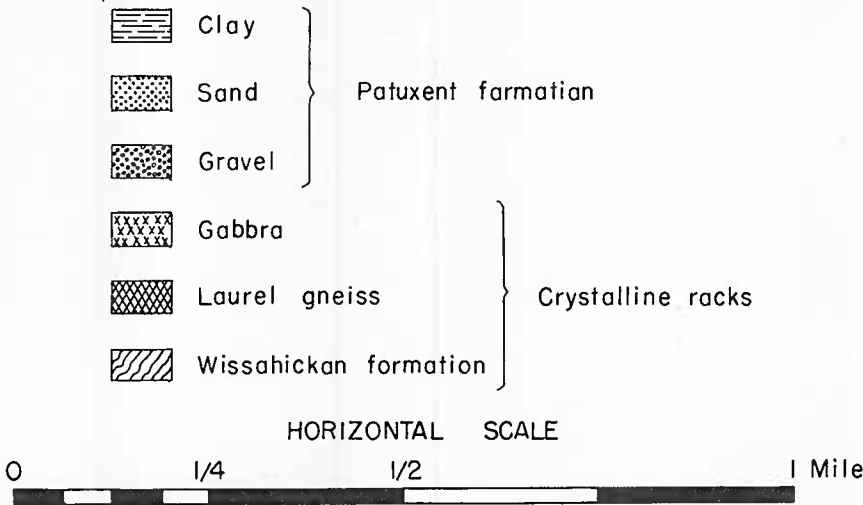 Clay
Sand
Patuxent farmation
Gravel
Gabbra
Laurel gneiss
Crystalline racks
Wissahickan formation
HORIZONTAL SCALE
0 1/4 1/2 1 Mile